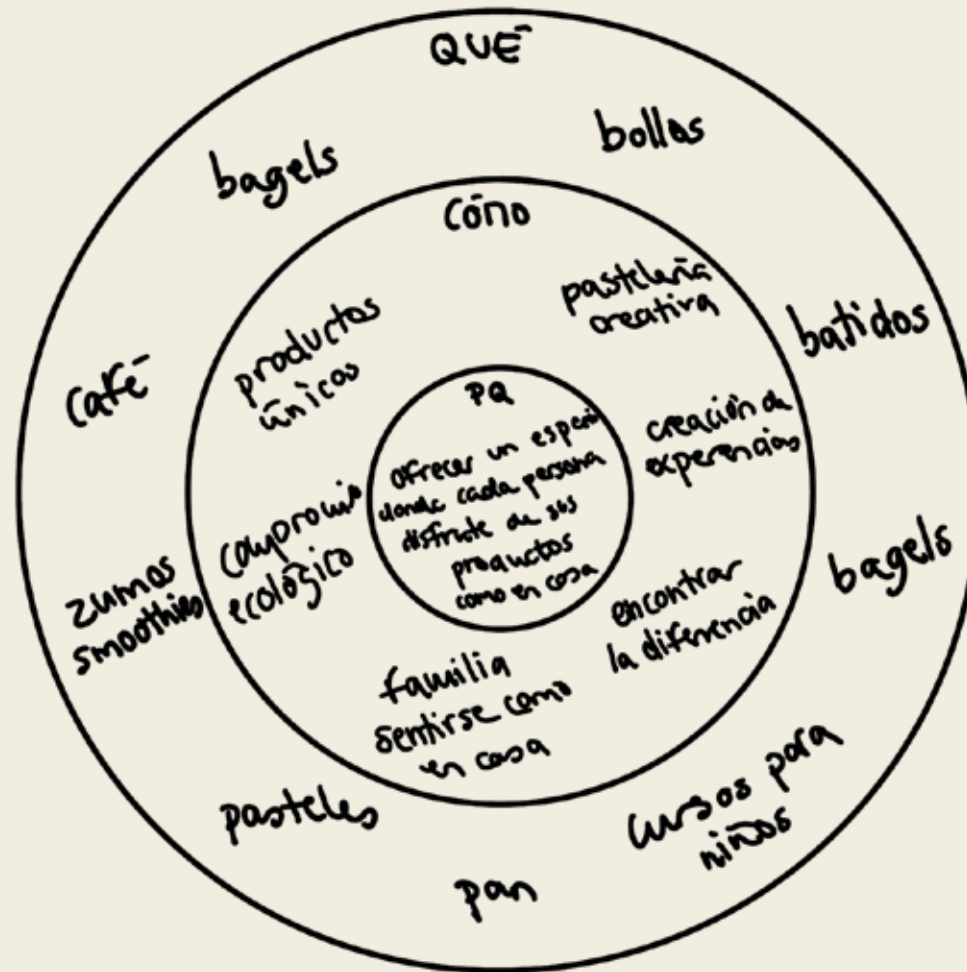 QUÉ
bagels
bollos
café
batidos
zumos
smoothies
bagels
pasteles
pan
cursos para
niños
CÓMO
productos
únicos
pastelería
creativa
creación de
experencias
compromiso
ecológico
encontrar
la diferencia
familia
sentirse como
en casa
PQ
ofrecer un
donde cada persona
disfrute de sus
productos
como en casa